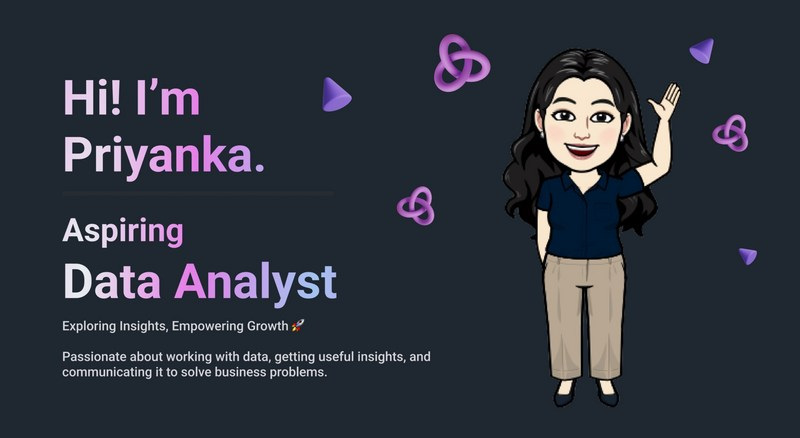 Hi! I’m
Priyanka.
Aspiring
Data Analyst
Exploring Insights, Empowering Growth 🚀
Passionate about working with data, getting useful insights, and
communicating it to solve business problems.